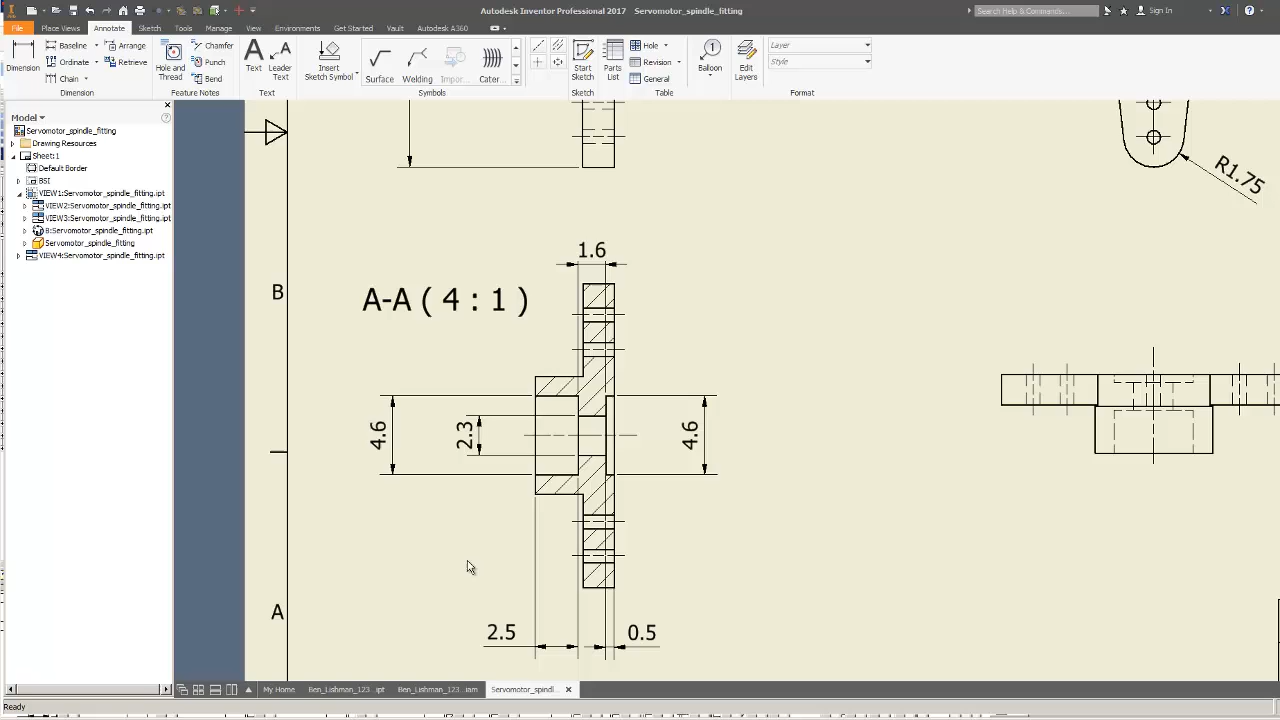 Autodesk Inventor Professional 2017 Servomotor_spindle_fitting
Search Help & Commands...
Sign In
File Place Views Annotate Sketch Tools Manage View Environments Get Started Vault Autodesk A360
Dimension
Baseline
Ordinate
Chain
Arrange
Retrieve
Dimension
Hole and Thread
Chamfer
Punch
Bend
Feature Notes
Text
Leader Text
Text
Insert Sketch Symbol
Surface
Welding
Impor...
Cater...
Symbols
Start Sketch
Sketch
Parts List
Hole
Revision
General
Table
Balloon
Edit Layers
Layer
Style
Format
Model
Servomotor_spindle_fitting
Drawing Resources
Sheet:1
Default Border
BSI
VIEW1:Servomotor_spindle_fitting.ipt
VIEW2:Servomotor_spindle_fitting.ipt
VIEW3:Servomotor_spindle_fitting.ipt
B:Servomotor_spindle_fitting.ipt
Servomotor_spindle_fitting
VIEW4:Servomotor_spindle_fitting.ipt
R1.75
1.6
B
A-A ( 4 : 1 )
4.6
2.3
4.6
A
2.5
0.5
My Home
Ben_Lishman_123 ..ipt
Ben_Lishman_123...iam
Servomotor_spindl...
Ready